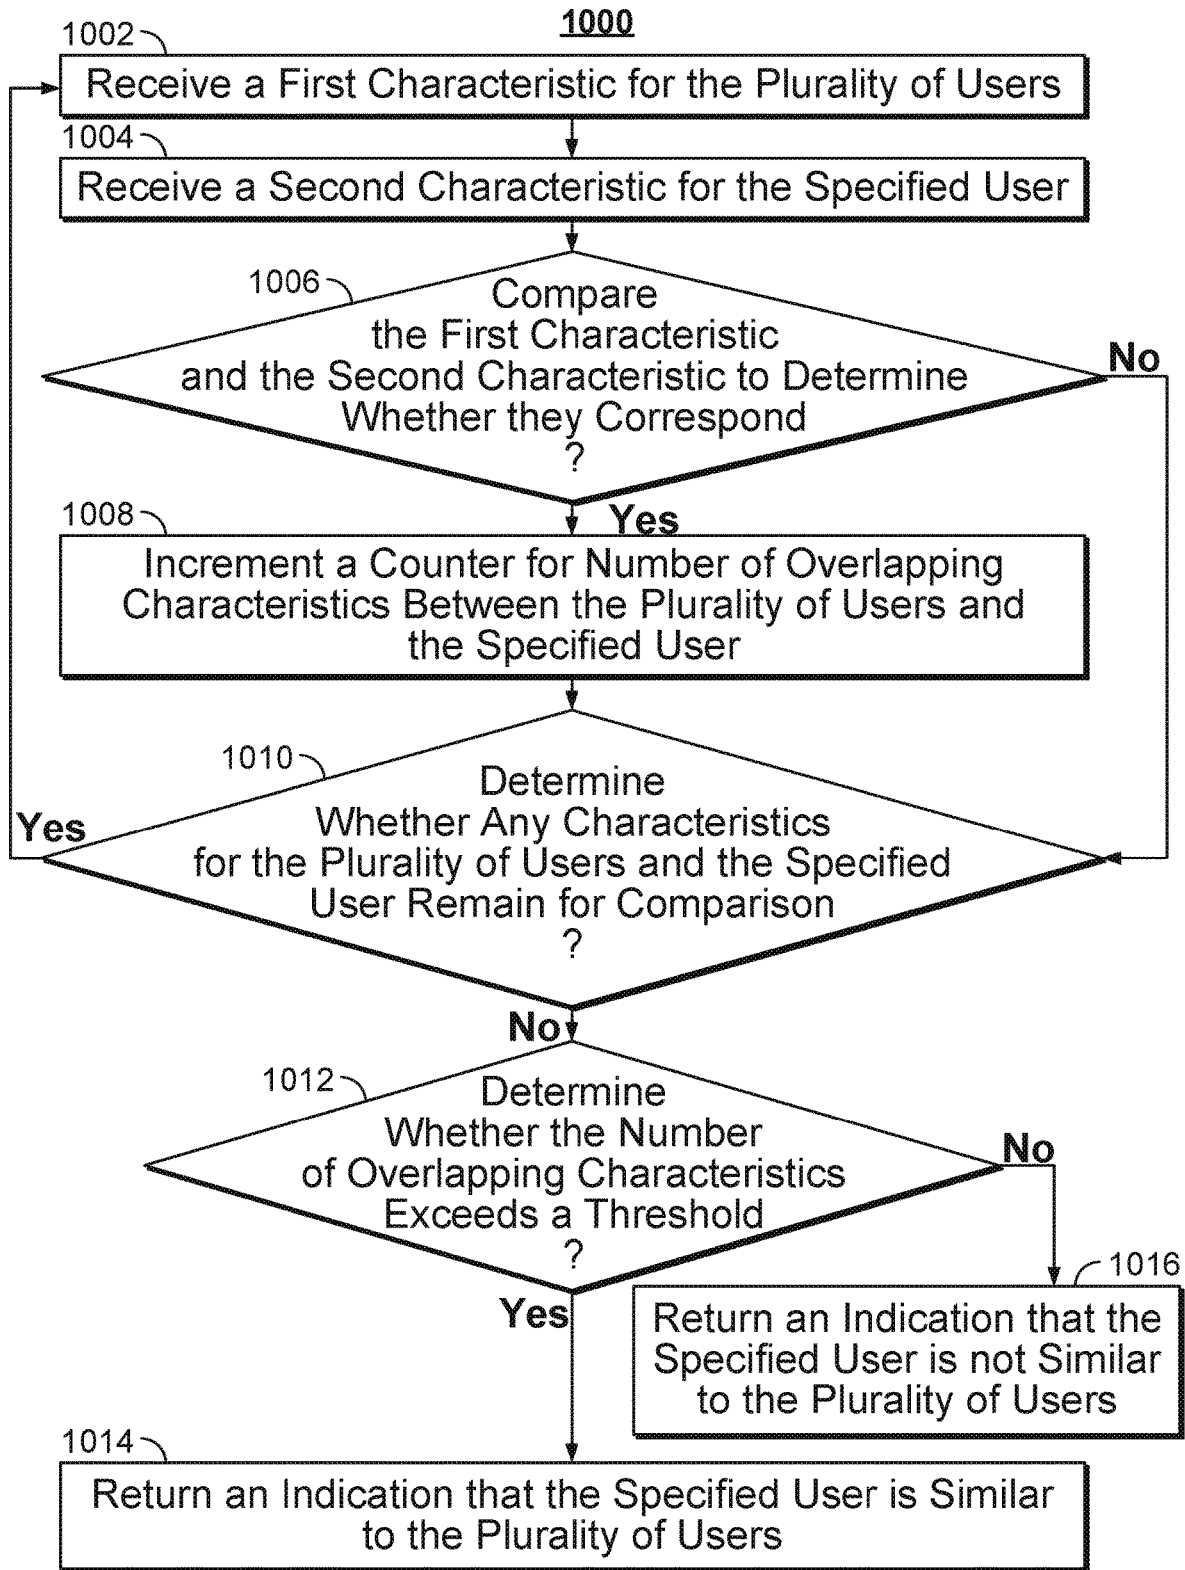 1000
1002
Receive a First Characteristic for the Plurality of Users
1004
Receive a Second Characteristic for the Specified User
1006
Compare
the First Characteristic
and the Second Characteristic to Determine
Whether they Correspond
?
No
Yes
1008
Increment a Counter for Number of Overlapping
Characteristics Between the Plurality of Users and
the Specified User
1010
Determine
Whether Any Characteristics
for the Plurality of Users and the Specified
User Remain for Comparison
?
Yes
No
1012
Determine
Whether the Number
of Overlapping Characteristics
Exceeds a Threshold
?
No
Yes
1016
Return an Indication that the
Specified User is not Similar
to the Plurality of Users
1014
Return an Indication that the Specified User is Similar
to the Plurality of Users